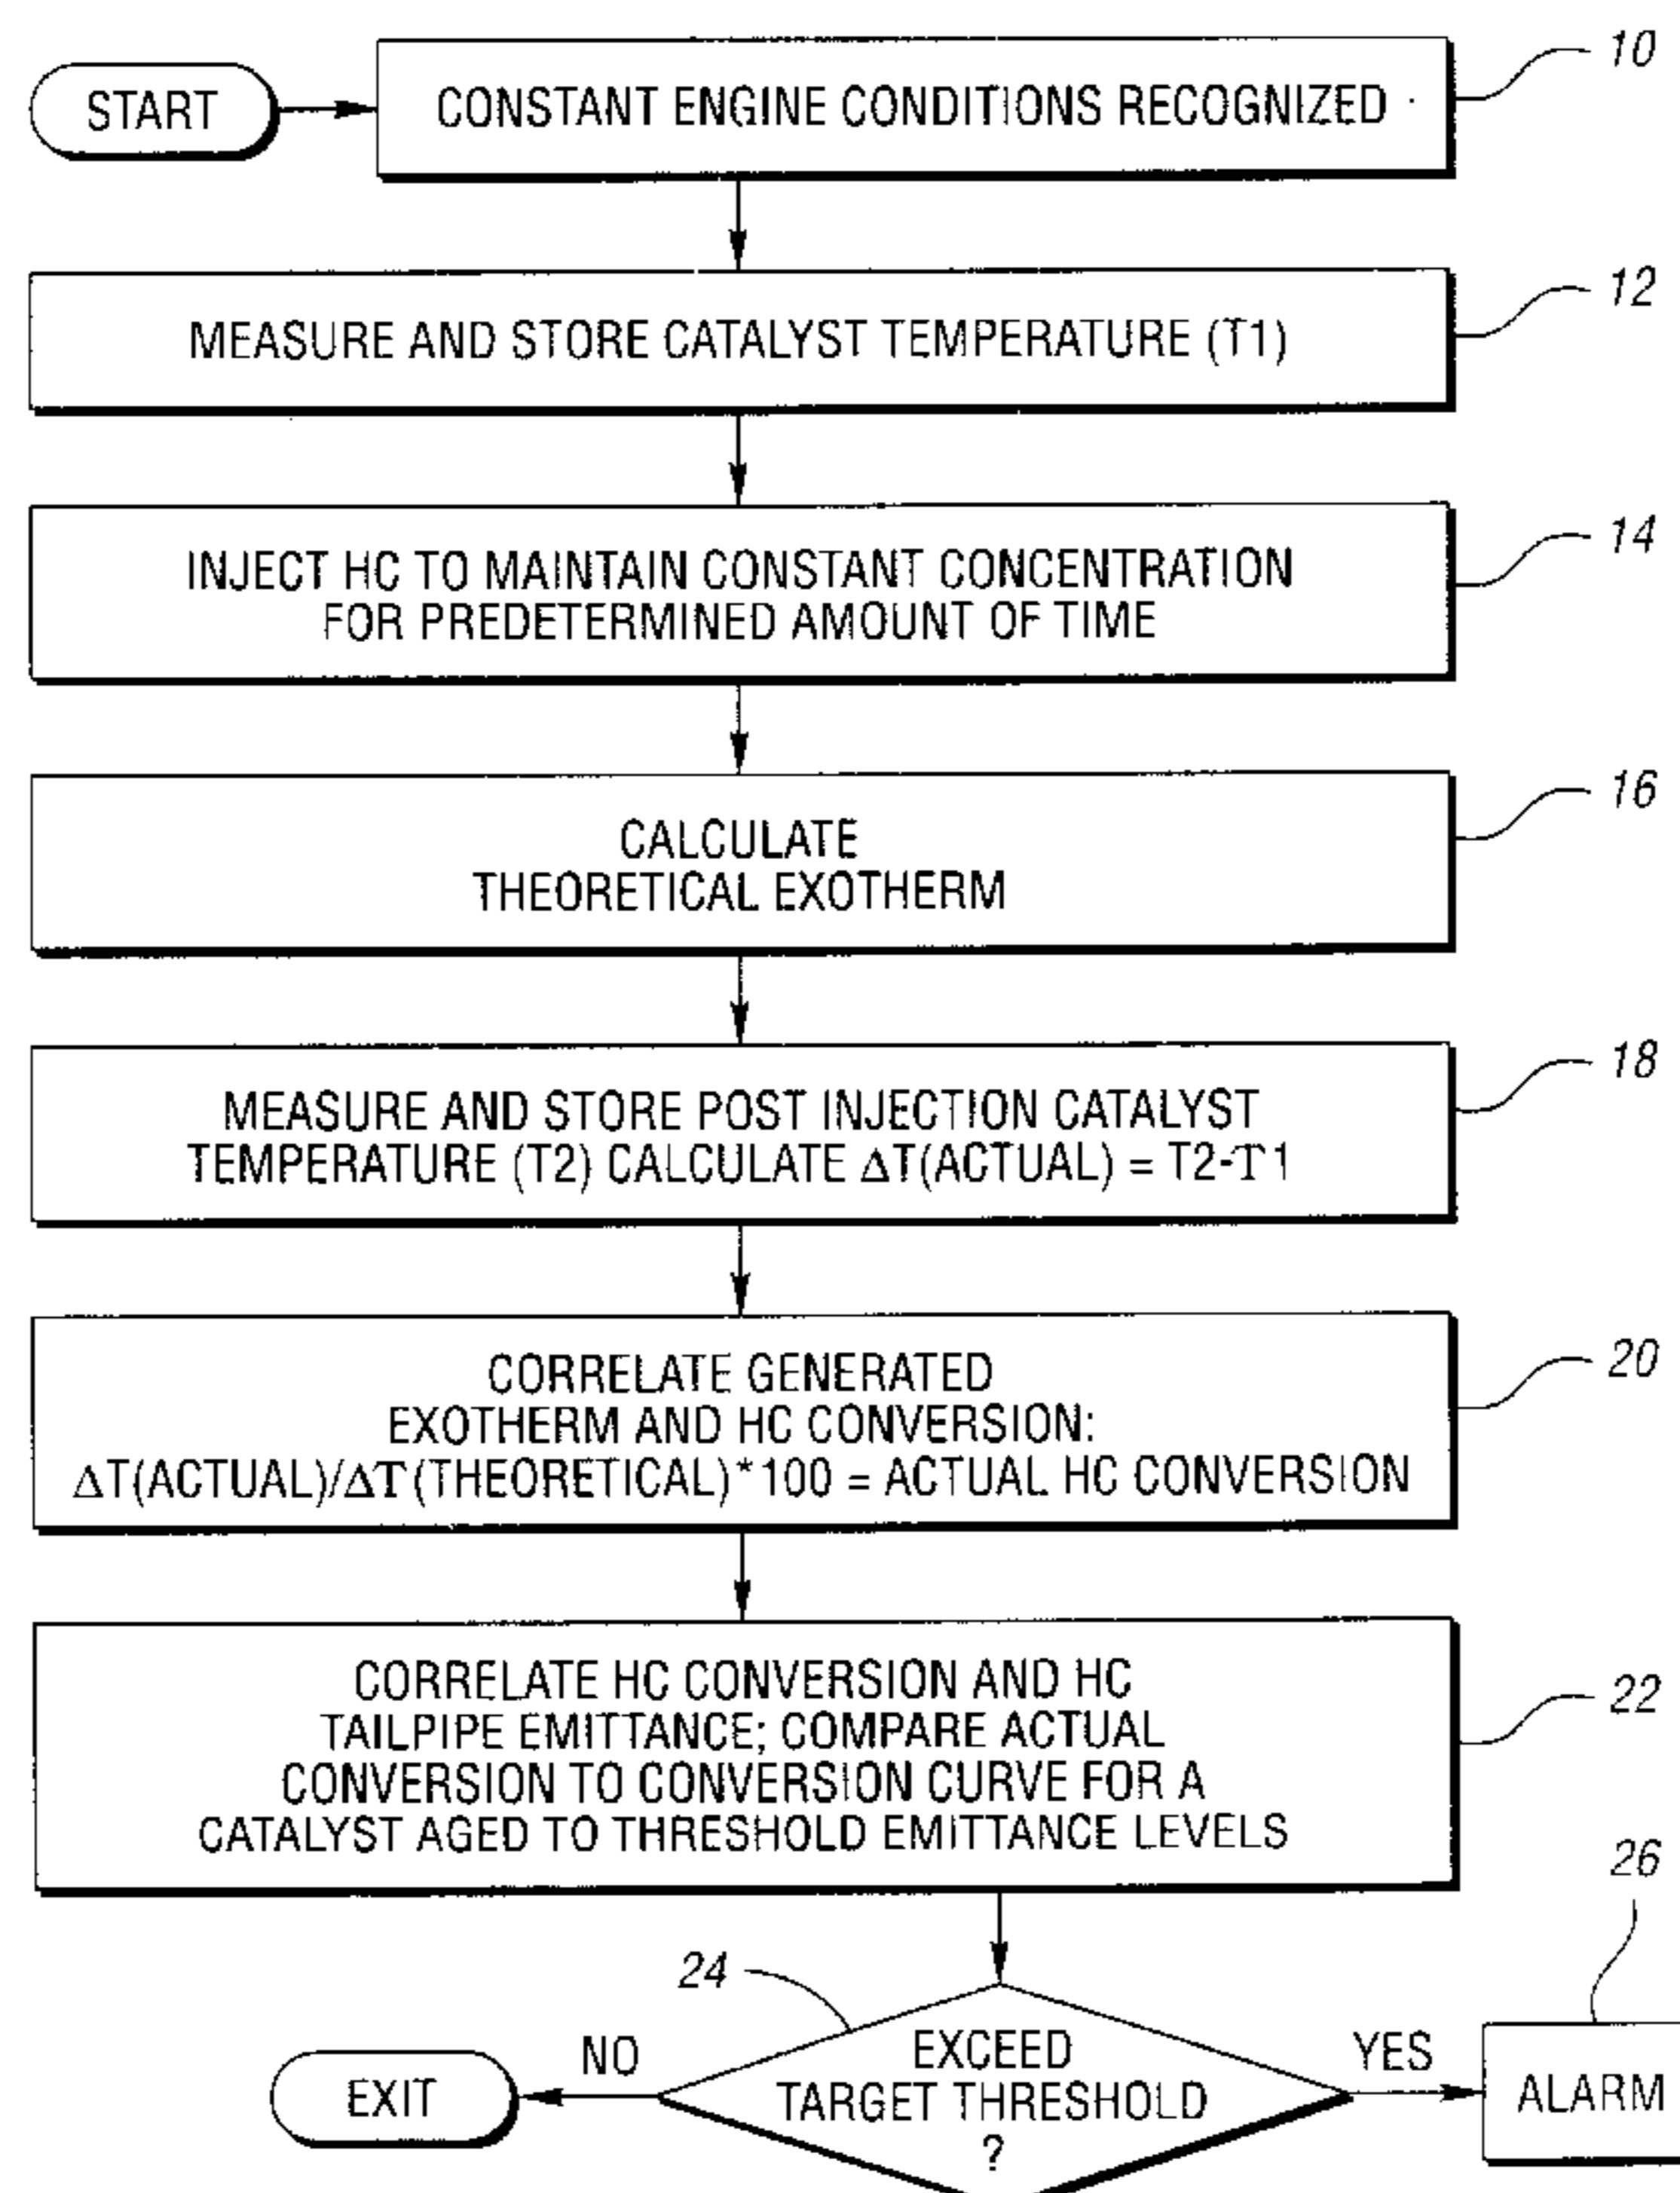 START
CONSTANT ENGINE CONDITIONS RECOGNIZED
10
MEASURE AND STORE CATALYST TEMPERATURE (T1)
12
INJECT HC TO MAINTAIN CONSTANT CONCENTRATION
FOR PREDETERMINED AMOUNT OF TIME
14
CALCULATE
THEORETICAL EXOTHERM
16
MEASURE AND STORE POST INJECTION CATALYST
TEMPERATURE (T2) CALCULATE ΔT(ACTUAL) = T2-T1
18
CORRELATE GENERATED
EXOTHERM AND HC CONVERSION:
ΔT(ACTUAL)/ΔT(THEORETICAL)*100 = ACTUAL HC CONVERSION
20
CORRELATE HC CONVERSION AND HC
TAILPIPE EMITTANCE; COMPARE ACTUAL
CONVERSION TO CONVERSION CURVE FOR A
CATALYST AGED TO THRESHOLD EMITTANCE LEVELS
22
24
EXCEED
TARGET THRESHOLD
?
NO
EXIT
YES
26
ALARM